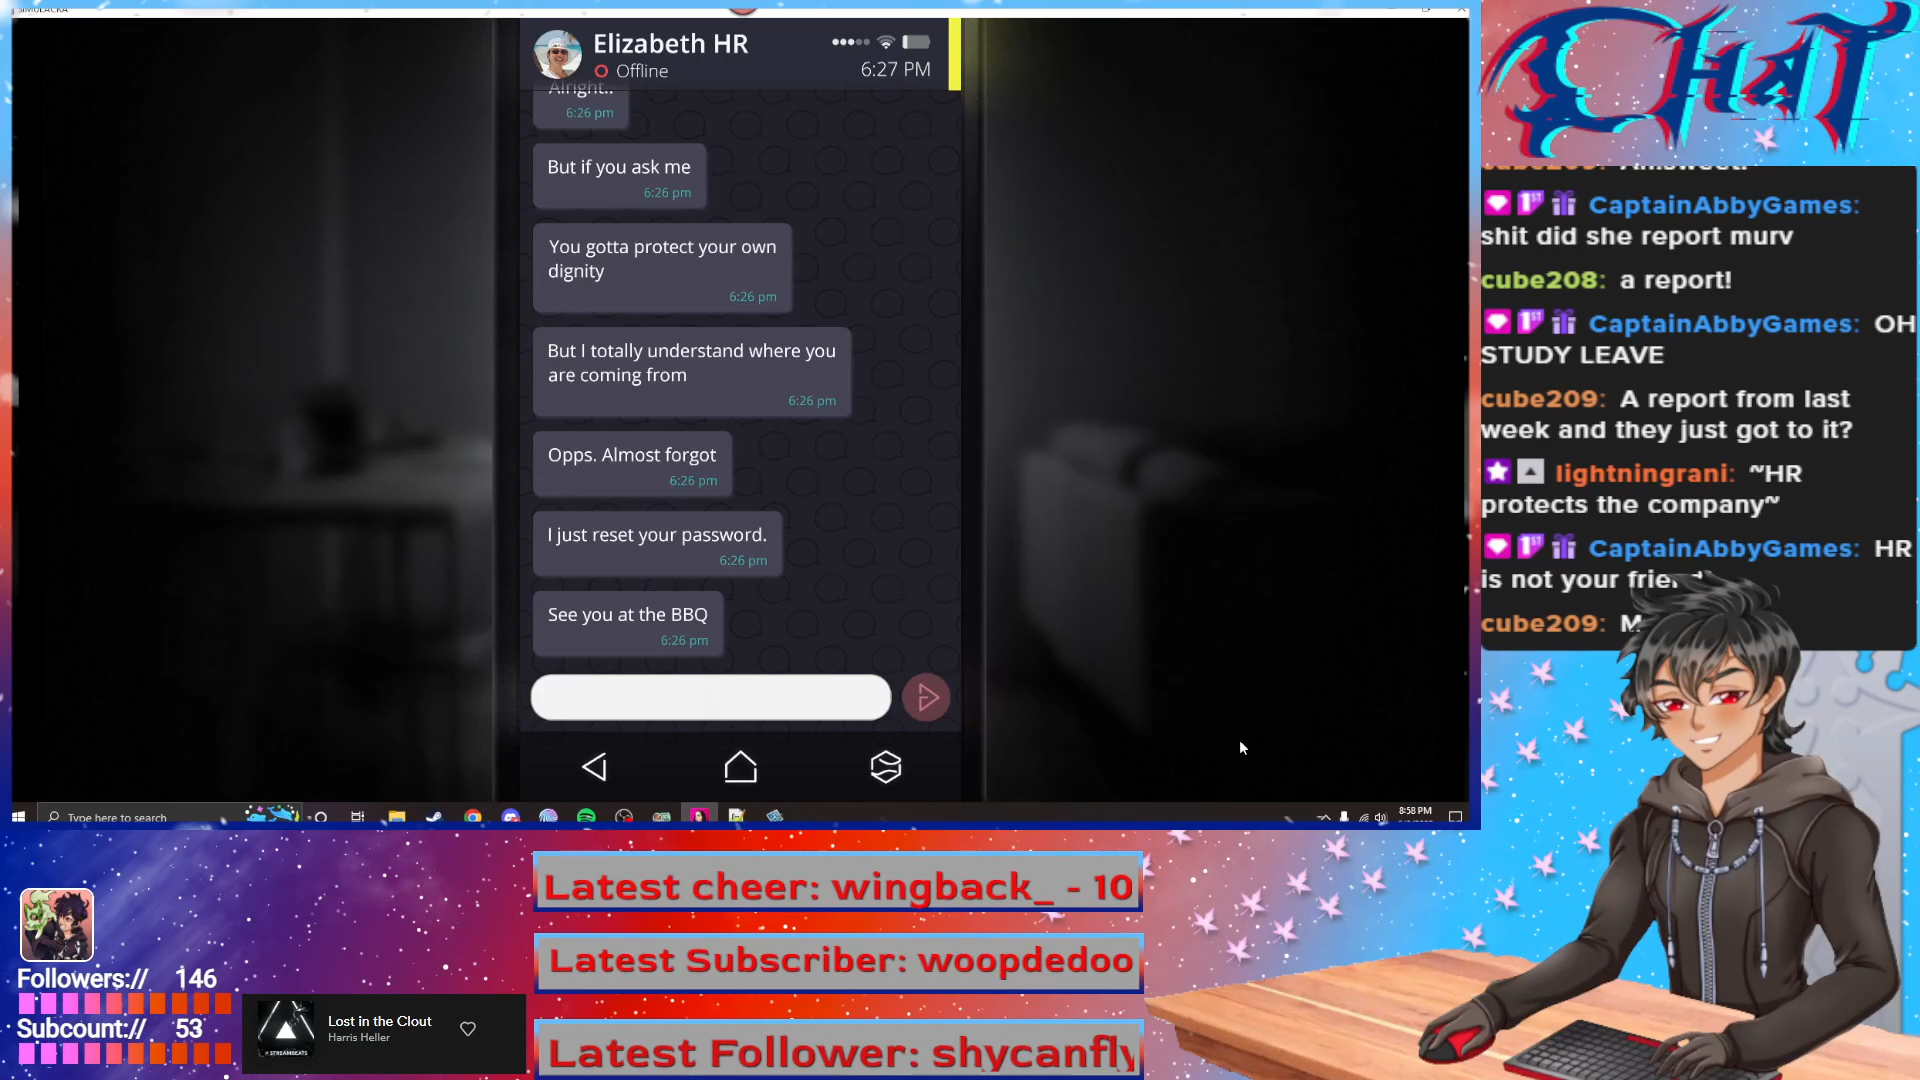 SIMULACRA
Elizabeth HR
Offline
6:27 PM
Alright..
6:26 pm
But if you ask me
6:26 pm
You gotta protect your own
dignity
6:26 pm
But I totally understand where you
are coming from
6:26 pm
Opps. Almost forgot
6:26 pm
I just reset your password.
6:26 pm
See you at the BBQ
6:26 pm
Type here to search
8:58 PM
CHaT
CaptainAbbyGames:
shit did she report murv
cube208: a report!
CaptainAbbyGames: OH
STUDY LEAVE
cube209: A report from last
week and they just got to it?
lightningrani: ~HR
protects the company~
CaptainAbbyGames: HR
is not your friend
cube209:
Latest cheer: wingback_ - 10
Latest Subscriber: woopdedoo
Latest Follower: shycanfly
Followers:// 146
Subcount:// 53
STREAMBEATS
Lost in the Clout
Harris Heller